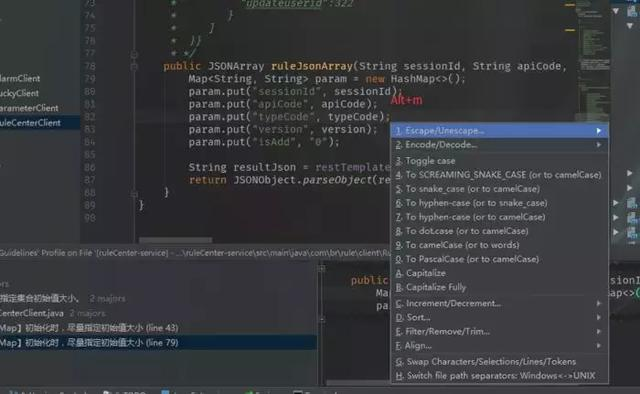 73 "updateuserid":322
74 }
75 ]
76 * }}
77 * */
78 public JSONArray ruleJsonArray(String sessionId, String apiCode,
79 Map<String, String> param = new HashMap<>();
80 param.put("sessionId", sessionId);
81 param.put("apiCode", apiCode);
Alt+m
82 param.put("typeCode", typeCode);
83 param.put("version", version);
84 param.put("isAdd", "0");
86 String resultJson = restTemplate
87 return JSONObject.parseObject(re
88 }
89 }
90
larmClient
uckyClient
arameterClient
uleCenterClient
1. Escape/Unescape...
2. Encode/Decode...
3. Toggle case
4. To SCREAMING_SNAKE_CASE (or to camelCase)
5. To snake_case (or to camelCase)
6. To hyphen-case (or to snake_case)
7. To hyphen-case (or to camelCase)
8. To dot.case (or to camelCase)
9. To camelCase (or to words)
0. To PascalCase (or to camelCase)
A. Capitalize
B. Capitalize Fully
C. Increment/Decrement...
D. Sort...
E. Filter/Remove/Trim...
F. Align...
G. Swap Characters/Selections/Lines/Tokens
H. Switch file path separators: Windows<->UNIX
Guidelines' Profile on File '[ruleCenter-service] - ...\ruleCenter-service\src\main\java\com\br\rule\client\Ru
ors
指定集合初始值大小。 2 majors
CenterClient.java 2 majors
Map】初始化时，尽量指定初始值大小 (line 43)
Map】初始化时，尽量指定初始值大小 (line 79)
public
Map
par
ssionI
ap<>(